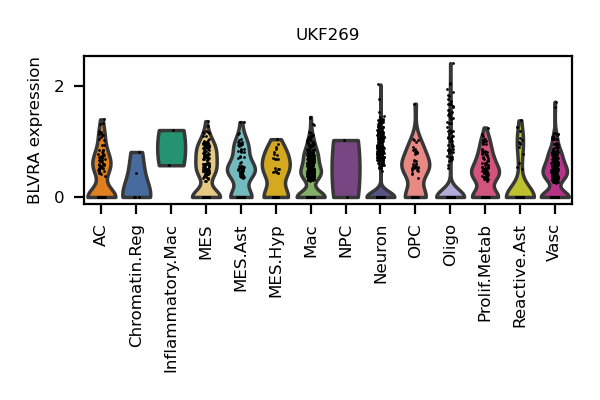 UKF269
BLVRA expression
2
0
AC
Chromatin.Reg
Inflammatory.Mac
MES
MES.Ast
MES.Hyp
Mac
NPC
Neuron
OPC
Oligo
Prolif.Metab
Reactive.Ast
Vasc